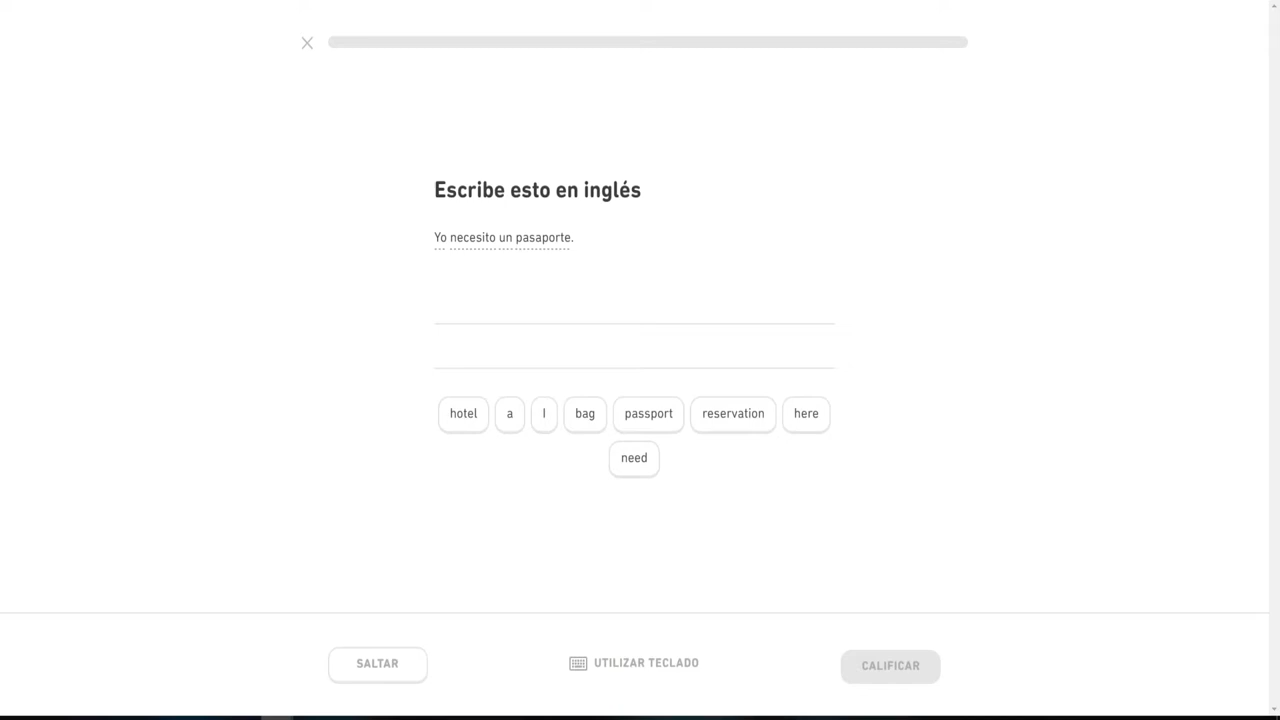 Escribe esto en inglés
Yo necesito un pasaporte.
hotel a I bag passport reservation here
need
SALTAR UTILIZAR TECLADO CALIFICAR